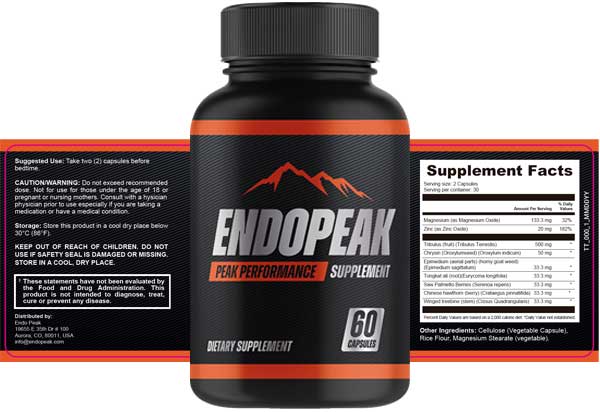 Suggested Use: Take two (2) capsules before
bedtime.
CAUTION/WARNING: Do not exceed recommended
dose. Not for use for those under the age of 18 or
pregnant or nursing mothers. Consult with a hysician
physician prior to use especially if you are taking a
medication or have a medical condition.
Storage: Store this product in a cool dry place below
30°C (86°F).
KEEP OUT OF REACH OF CHILDREN. DO NOT
USE IF SAFETY SEAL IS DAMAGED OR MISSING.
STORE IN A COOL, DRY PLACE.
¹ These statements have not been evaluated by
the Food and Drug Administration. This
product is not intended to diagnose, treat,
cure or prevent any disease.
Distributed by:
Endo Peak
19655 E 35th Dr # 100
Aurora, CO, 80011, USA
info@endopeak.com
ENDOPEAK
PEAK PERFORMANCE SUPPLEMENT
60
CAPSULES
DIETARY SUPPLEMENT
Supplement Facts
Serving size: 2 Capsules
Serving per container: 30
Amount Per Serving % Daily Values
Magnesium (as Magnesium Oxide) 133.3 mg 32%
Zinc (as Zinc Oxide) 20 mg 182%
Tribulus (fruit) (Tribulus Terrestis) 500 mg *
Chrysin (Oroxylumseed) (Oroxylum indicum) 50 mg *
Epimedium (aerial parts) (horny goat weed)
(Epimedium sagittatum) 33.3 mg *
Tongkat ali (root)(Eurycoma longifolia) 33.3 mg *
Saw Palmetto Berries (Serenoa repens) 33.3 mg *
Chinese hawthorn (berry) (Crataegus pinnatifida) 33.3 mg *
Winged treebine (stem) (Cissus Quadrangularis) 33.3 mg *
Percent Daily Values are based on a 2,000 calorie diet. *Daily Value not established
Other Ingredients: Cellulose (Vegetable Capsule),
Rice Flour, Magnesium Stearate (vegetable).